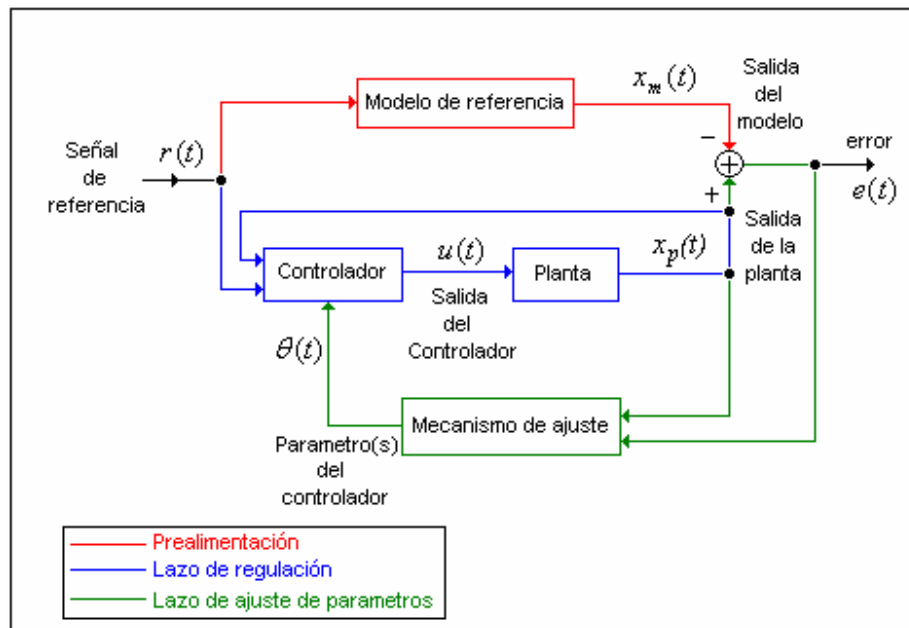 Modelo de referencia
x_m(t)
Salida
del
modelo
Señal
de
referencia
r(t)
−
+
error
e(t)
+
Controlador
u(t)
Salida
del
Controlador
Planta
x_p(t)
Salida
de la
planta
θ(t)
Parametro(s)
del
controlador
Mecanismo de ajuste
Prealimentación
Lazo de regulación
Lazo de ajuste de parametros